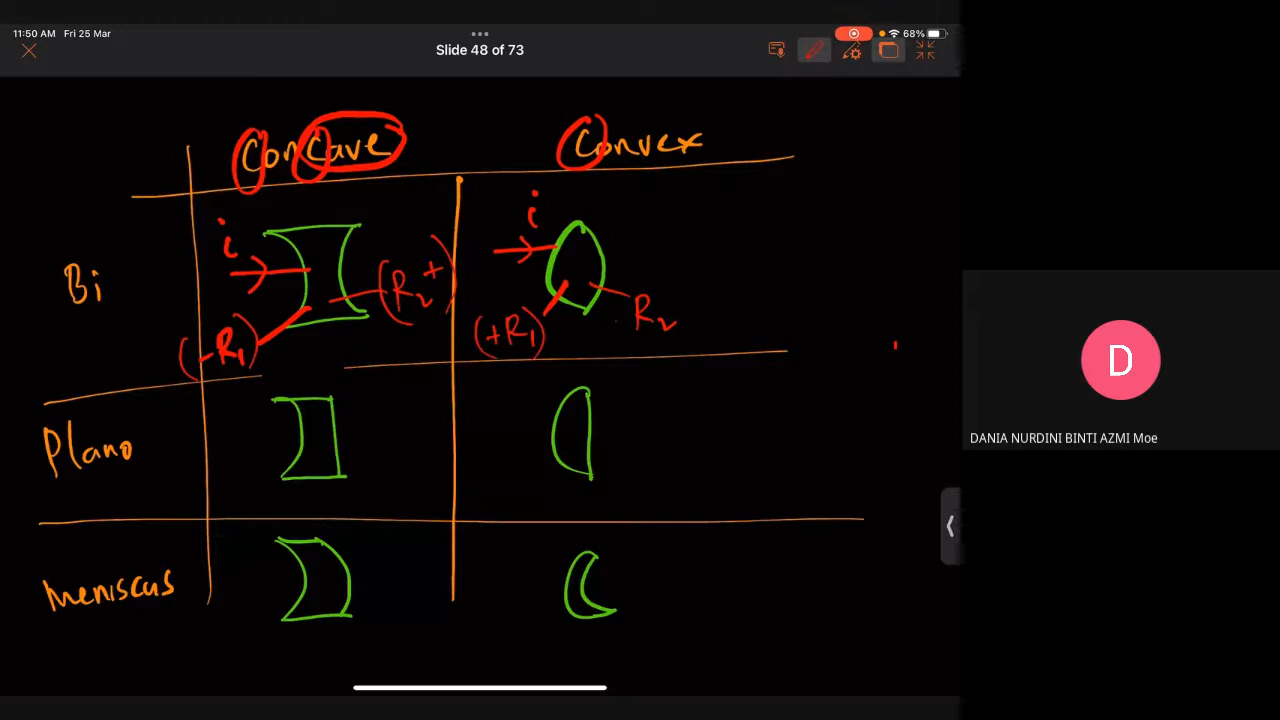 11:50 AM Fri 25 Mar
68%
Slide 48 of 73
Concave Convex
i i
Bi
(R2+)
(-R1)
(+R1) R2
Plano
Meniscus
D
DANIA NURDINI BINTI AZMI Moe